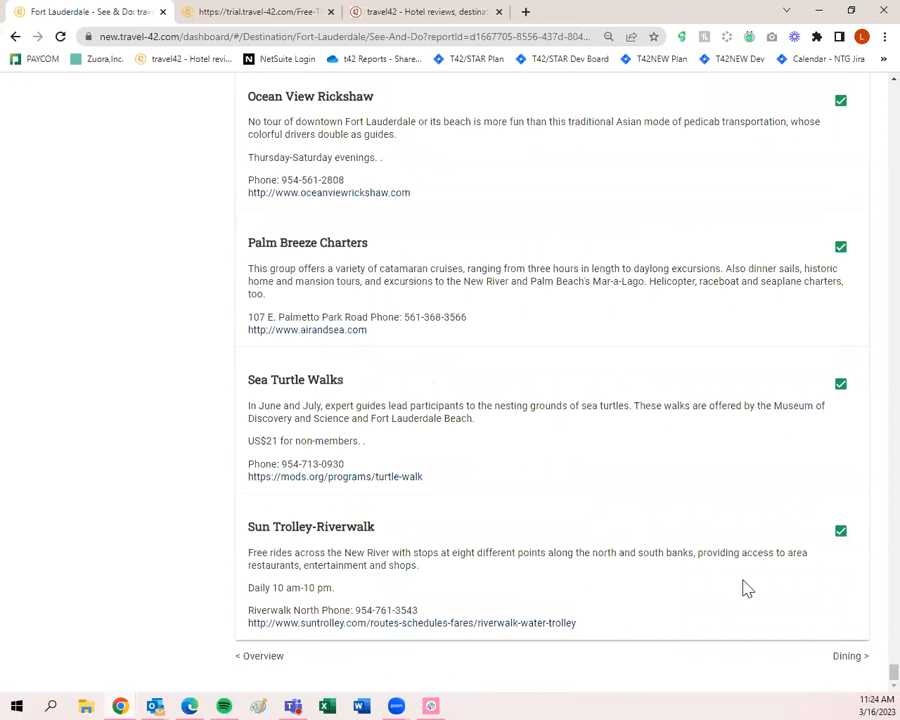 Fort Lauderdale - See & Do: trave
https://trial.travel-42.com/Free-T
travel42 - Hotel reviews, destinat
new.travel-42.com/dashboard/#/Destination/Fort-Lauderdale/See-And-Do?reportId=d1667705-8556-437d-804...
PAYCOM
Zuora,Inc.
travel42 - Hotel revi...
NetSuite Login
t42 Reports - Share...
T42/STAR Plan
T42/STAR Dev Board
T42NEW Plan
T42NEW Dev
Calendar - NTG Jira
»
Ocean View Rickshaw
No tour of downtown Fort Lauderdale or its beach is more fun than this traditional Asian mode of pedicab transportation, whose
colorful drivers double as guides.
Thursday-Saturday evenings. .
Phone: 954-561-2808
http://www.oceanviewrickshaw.com
Palm Breeze Charters
This group offers a variety of catamaran cruises, ranging from three hours in length to daylong excursions. Also dinner sails, historic
home and mansion tours, and excursions to the New River and Palm Beach's Mar-a-Lago. Helicopter, raceboat and seaplane charters,
too.
107 E. Palmetto Park Road Phone: 561-368-3566
http://www.airandsea.com
Sea Turtle Walks
In June and July, expert guides lead participants to the nesting grounds of sea turtles. These walks are offered by the Museum of
Discovery and Science and Fort Lauderdale Beach.
US$21 for non-members. .
Phone: 954-713-0930
https://mods.org/programs/turtle-walk
Sun Trolley-Riverwalk
Free rides across the New River with stops at eight different points along the north and south banks, providing access to area
restaurants, entertainment and shops.
Daily 10 am-10 pm.
Riverwalk North Phone: 954-761-3543
http://www.suntrolley.com/routes-schedules-fares/riverwalk-water-trolley
< Overview
Dining >
11:24 AM
3/16/2023